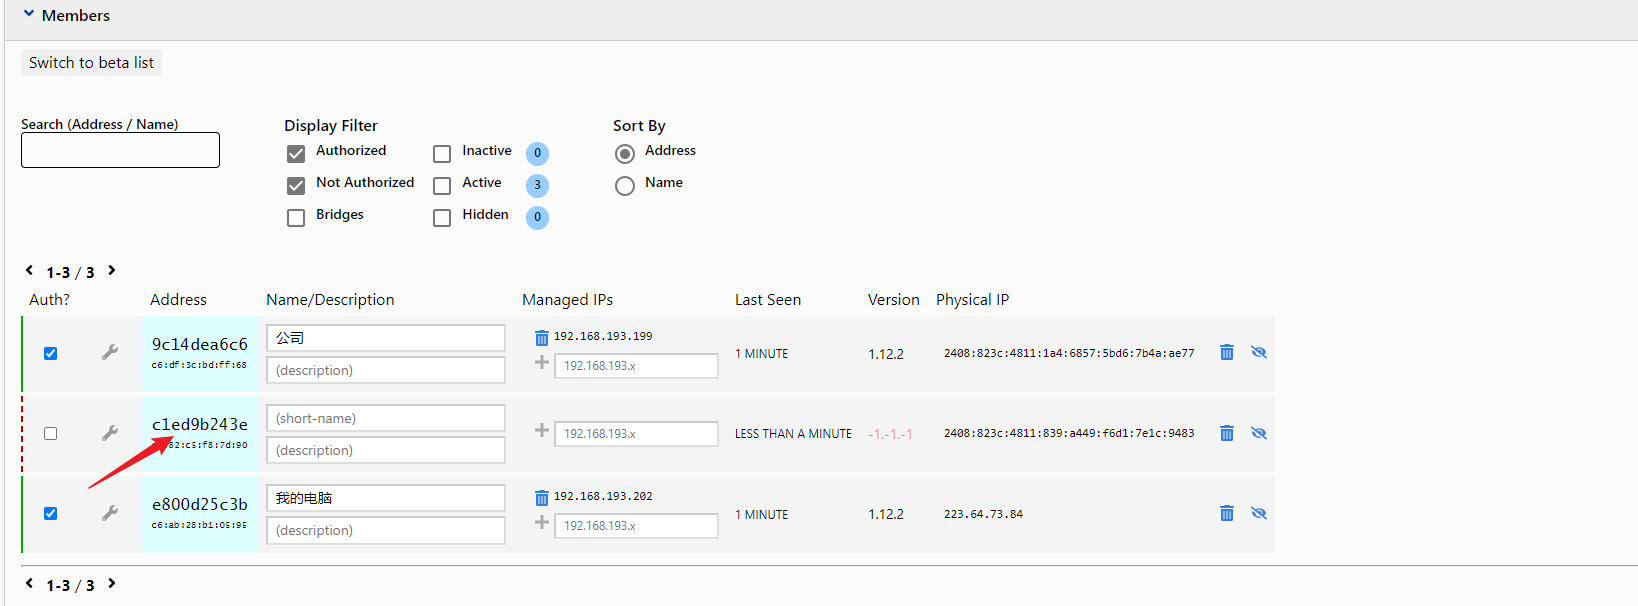 Members
Switch to beta list
Search (Address / Name)
Display Filter
Sort By
Authorized
Inactive
0
Address
Not Authorized
Active
3
Name
Bridges
Hidden
0
1-3 / 3
Auth?
Address
Name/Description
Managed IPs
Last Seen
Version
Physical IP
9c14dea6c6
c6:df:3c:bd:ff:68
公司
(description)
192.168.193.199
192.168.193.x
1 MINUTE
1.12.2
2408:823c:4811:1a4:6857:5bd6:7b4a:ae77
c1ed9b243e
82:c5:f8:7d:90
(short-name)
(description)
192.168.193.x
LESS THAN A MINUTE
-1.-1.-1
2408:823c:4811:839:a449:f6d1:7e1c:9483
e800d25c3b
c6:ab:28:b1:05:95
我的电脑
(description)
192.168.193.202
192.168.193.x
1 MINUTE
1.12.2
223.64.73.84
1-3 / 3